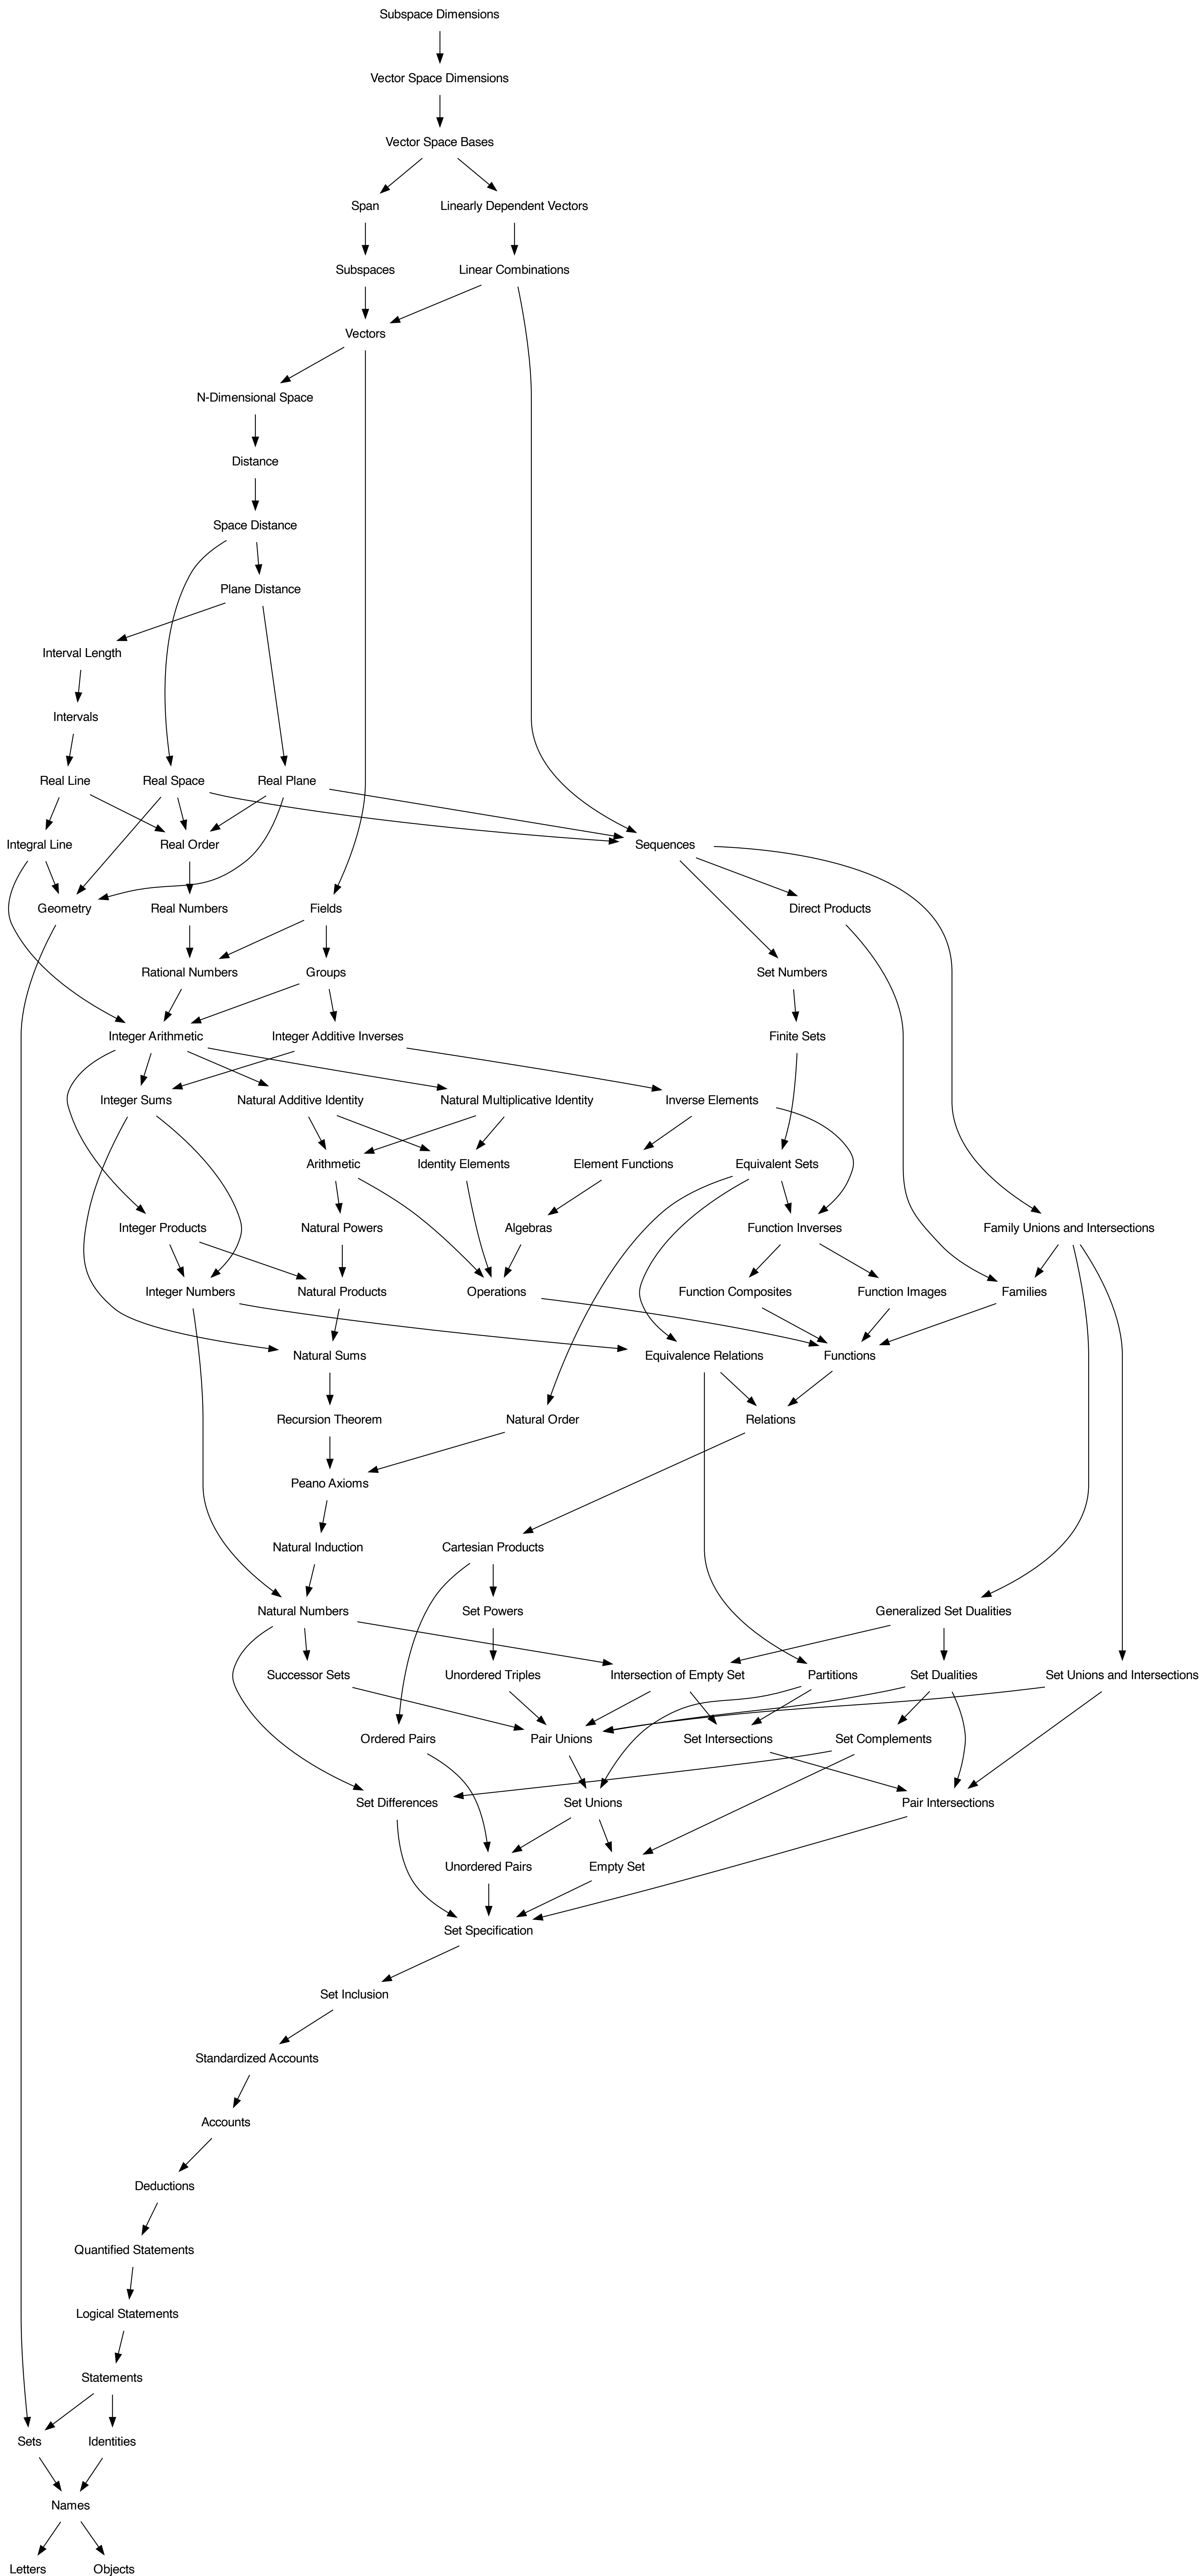 Subspace Dimensions
Vector Space Dimensions
Vector Space Bases
Span
Linearly Dependent Vectors
Subspaces
Linear Combinations
Vectors
N-Dimensional Space
Distance
Space Distance
Plane Distance
Interval Length
Intervals
Real Line
Real Space
Real Plane
Integral Line
Real Order
Sequences
Geometry
Real Numbers
Fields
Direct Products
Rational Numbers
Groups
Set Numbers
Integer Arithmetic
Integer Additive Inverses
Finite Sets
Integer Sums
Natural Additive Identity
Natural Multiplicative Identity
Inverse Elements
Arithmetic
Identity Elements
Element Functions
Equivalent Sets
Integer Products
Natural Powers
Algebras
Function Inverses
Family Unions and Intersections
Integer Numbers
Natural Products
Operations
Function Composites
Function Images
Families
Natural Sums
Equivalence Relations
Functions
Recursion Theorem
Natural Order
Relations
Peano Axioms
Natural Induction
Cartesian Products
Natural Numbers
Set Powers
Generalized Set Dualities
Successor Sets
Unordered Triples
Intersection of Empty Set
Partitions
Set Dualities
Set Unions and Intersections
Ordered Pairs
Pair Unions
Set Intersections
Set Complements
Set Differences
Set Unions
Pair Intersections
Unordered Pairs
Empty Set
Set Specification
Set Inclusion
Standardized Accounts
Accounts
Deductions
Quantified Statements
Logical Statements
Statements
Sets
Identities
Names
Letters
Objects